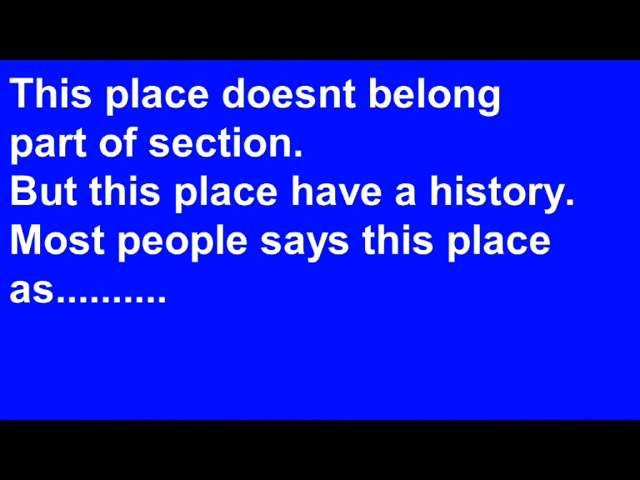 This place doesnt belong
part of section.
But this place have a history.
Most people says this place
as..........